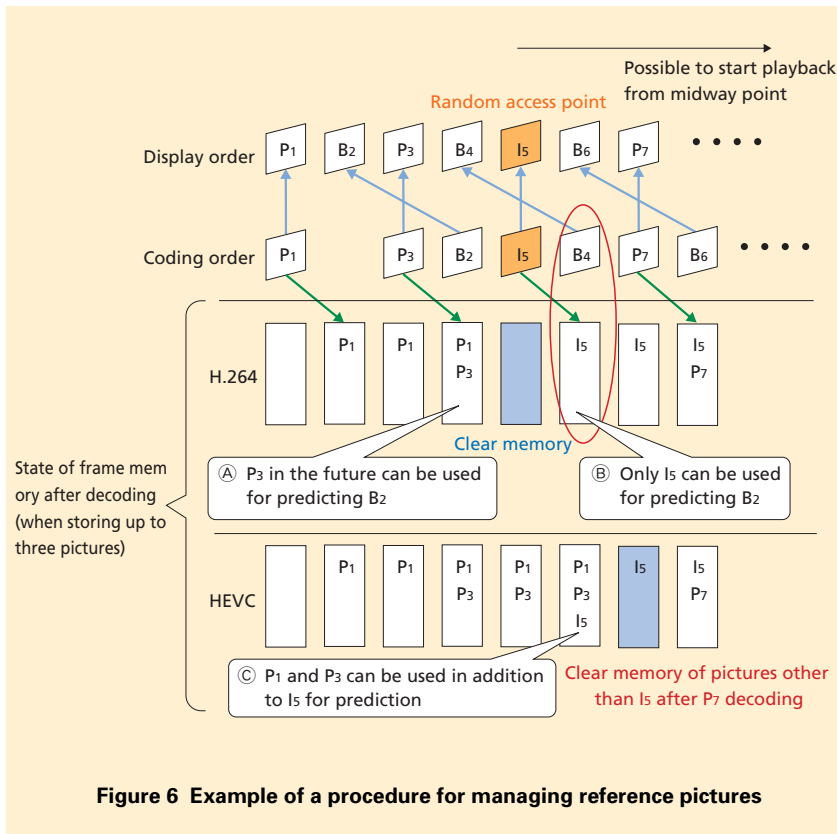 Possible to start playback
from midway point
Random access point
Display order P1 B2 P3 B4 I5 B6 P7 • • • •
Coding order P1 P3 B2 I5 B4 P7 B6 • • • •
H.264
P1 P1 P1 I5 I5 I5
P3 P7
Clear memory
State of frame mem
ory after decoding
(when storing up to
three pictures)
Ⓐ P3 in the future can be used
for predicting B2
Ⓑ Only I5 can be used
for predicting B2
HEVC
P1 P1 P1 P1 P1 I5 I5
P3 P3 P3 P7
I5
Ⓒ P1 and P3 can be used in addition
to I5 for prediction
Clear memory of pictures other
than I5 after P7 decoding
Figure 6 Example of a procedure for managing reference pictures